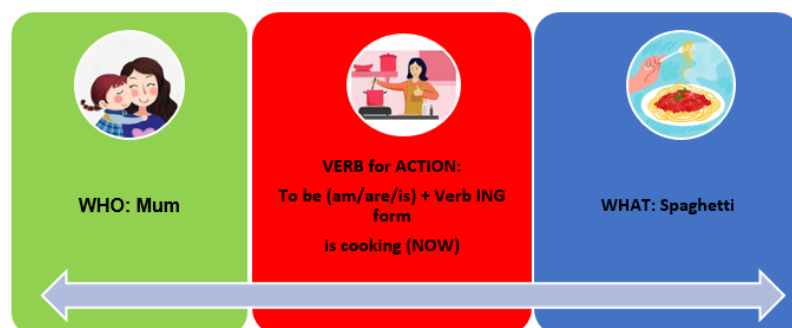 WHO: Mum
VERB for ACTION:
To be (am/are/is) + Verb ING
form
is cooking (NOW)
WHAT: Spaghetti